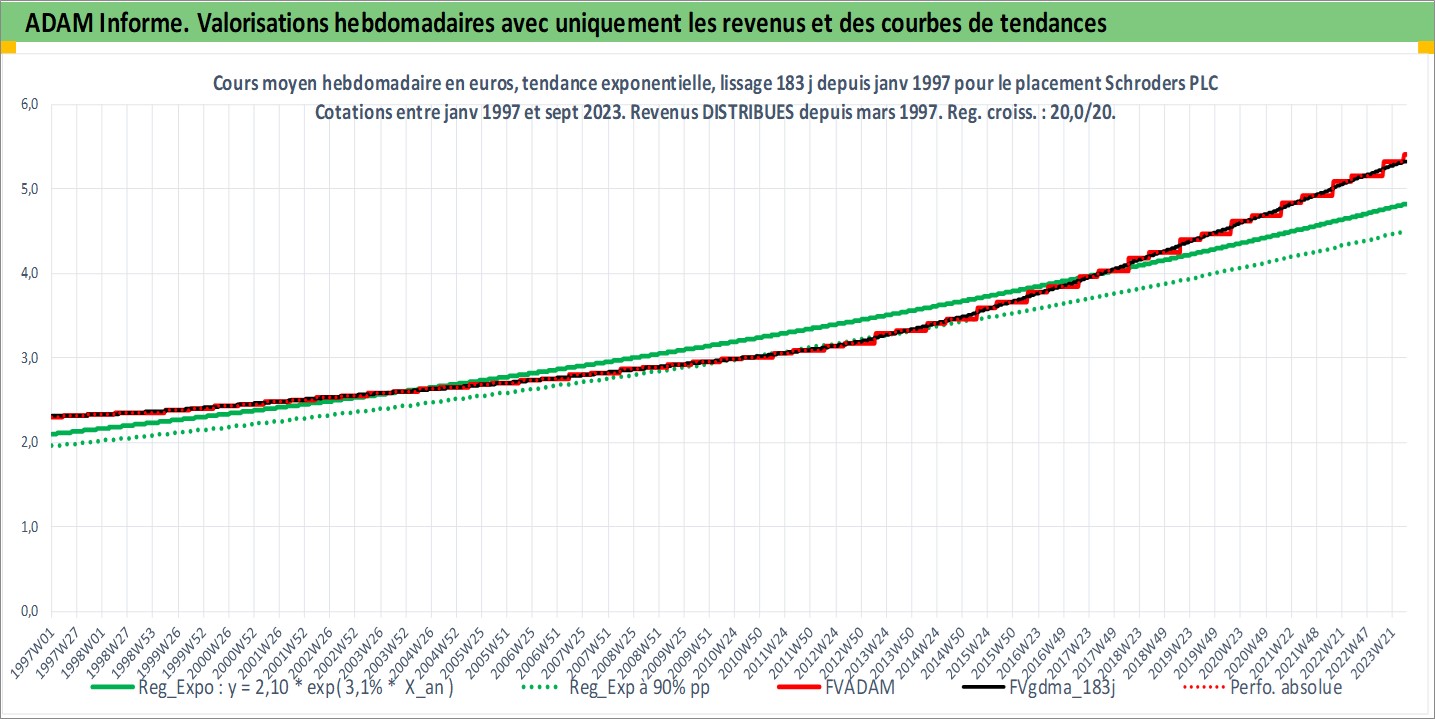 ADAM Informe. Valorisations hebdomadaires avec uniquement les revenus et des courbes de tendances
Cours moyen hebdomadaire en euros, tendance exponentielle, lissage 183 j depuis janv 1997 pour le placement Schroders PLC
Cotations entre janv 1997 et sept 2023. Revenus DISTRIBUES depuis mars 1997. Reg. croiss. : 20,0/20.
6,0
5,0
4,0
3,0
2,0
1,0
0,0
1997W01
1997W27
1998W01
1998W27
1998W53
1999W26
1999W52
2000W26
2000W52
2001W26
2001W52
2002W26
2002W52
2003W26
2003W52
2004W26
2004W52
2005W25
2005W51
2006W25
2006W51
2007W25
2007W51
2008W25
2008W51
2009W25
2009W51
2010W24
2010W50
2011W24
2011W50
2012W24
2012W50
2013W24
2013W50
2014W24
2014W50
2015W24
2015W50
2016W23
2016W49
2017W23
2017W49
2018W23
2018W49
2019W23
2019W49
2020W23
2020W49
2021W22
2021W48
2022W21
2022W47
2023W21
Reg_Expo : y = 2,10 * exp( 3,1% * X_an )
Reg_Exp à 90% pp
FVADAM
FVgdma_183j
Perfo. absolue